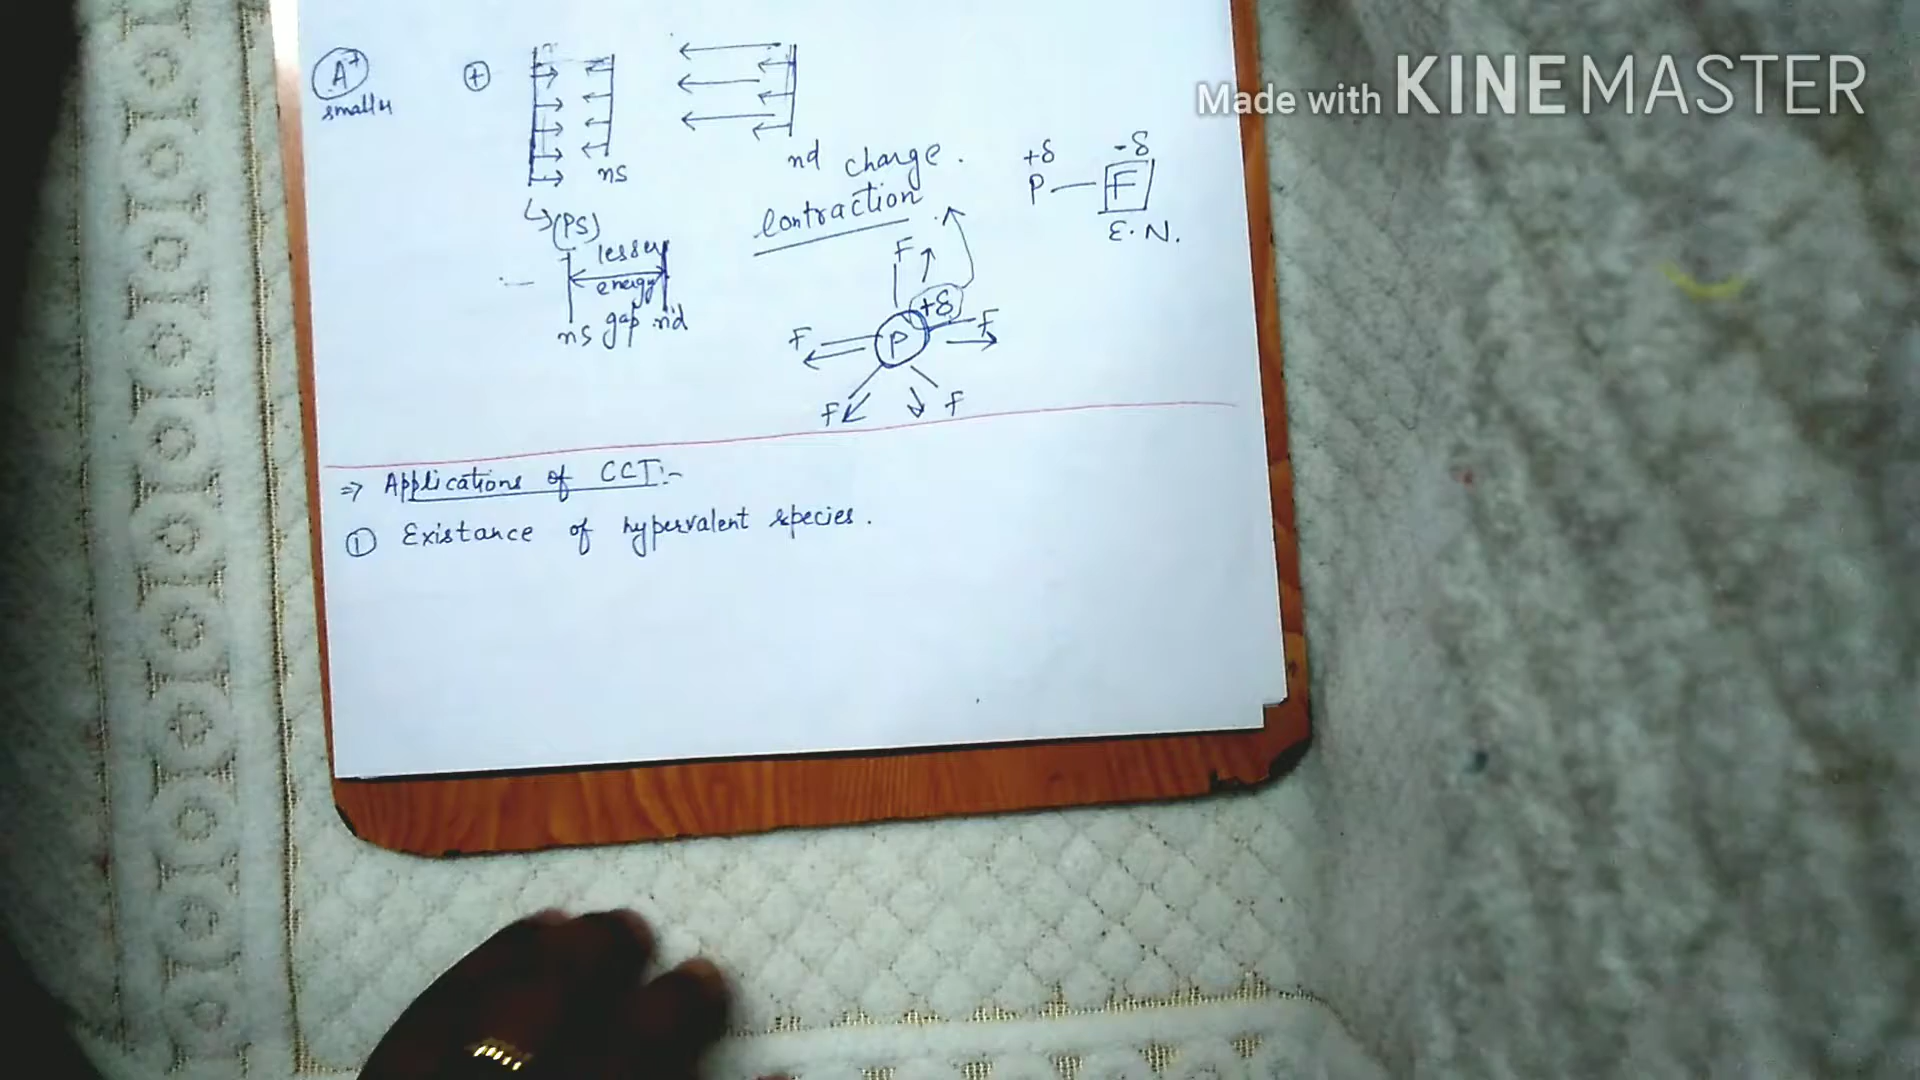 Made with KINEMASTER
A+
smaller
+
ns
nd
(PS)
charge.
Contraction
+δ -δ
P — F
E.N.
lesser
energy
gap
ns nd
F
+δ
F P F
F F
⇒ Applications of CCT:-
① Existance of hypervalent species.